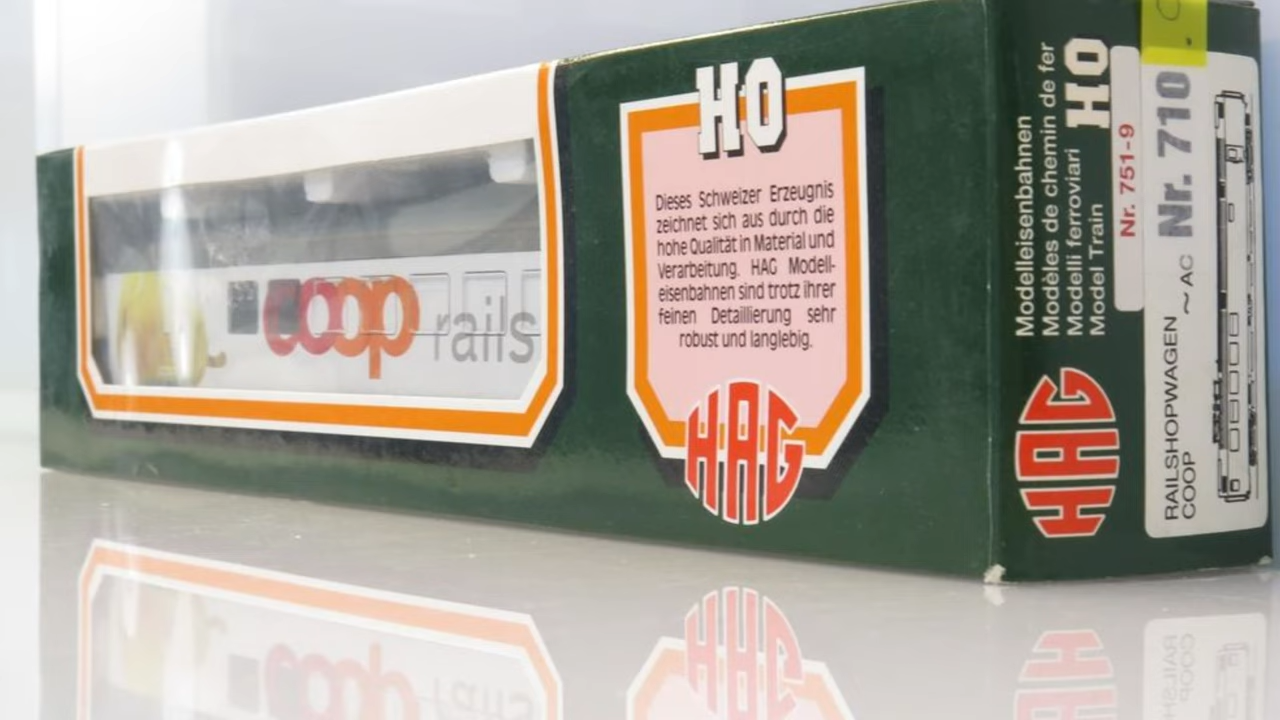 coop rails
HO
Dieses Schweizer Erzeugnis
zeichnet sich aus durch die
hohe Qualität in Material und
Verarbeitung. HAG Modell-
eisenbahnen sind trotz ihrer
feinen Detaillierung sehr
robust und langlebig.
HAG
Modelleisenbahnen
Modèles de chemin de fer
Modelli ferroviari
Model Train
HO
HAG
Nr. 751-9
Nr. 710
~ AC
RAILSHOPWAGEN
COOP